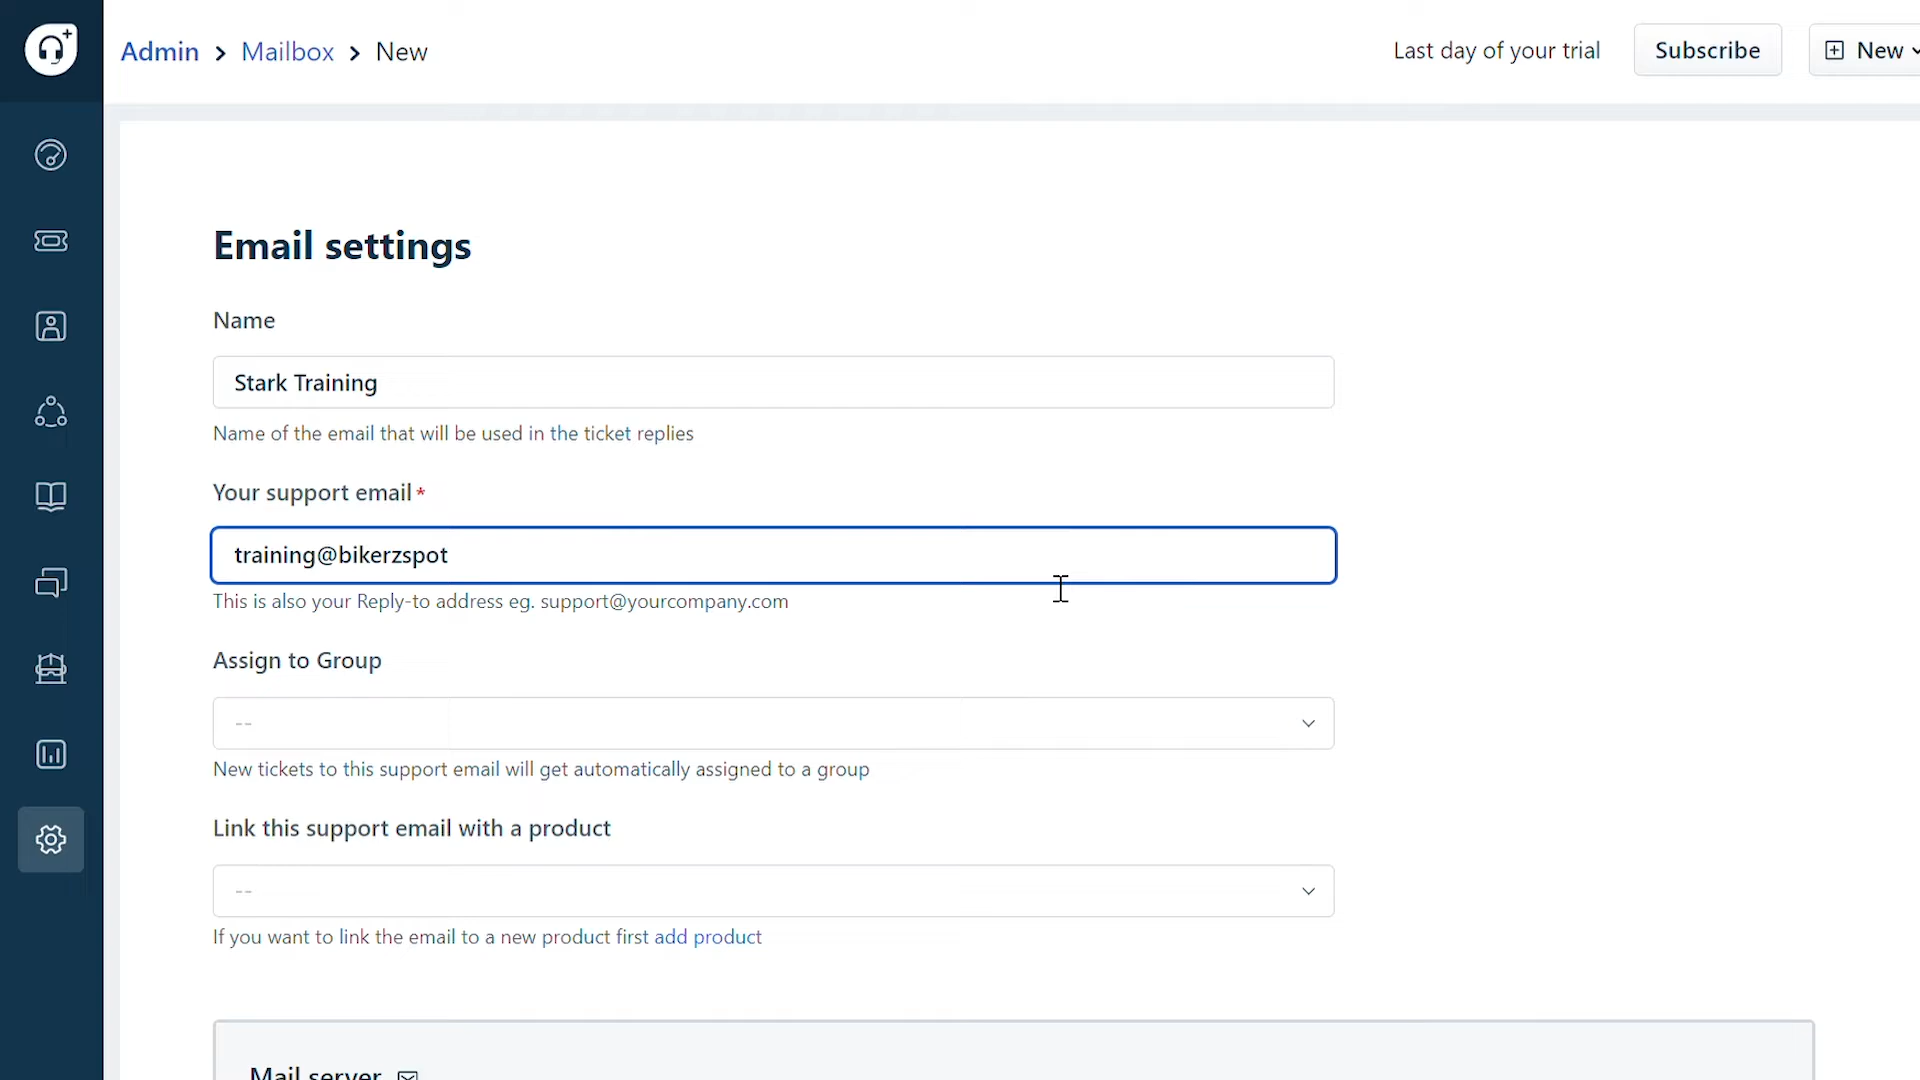 Admin > Mailbox > New
Last day of your trial
Subscribe
New
Email settings
Name
Stark Training
Name of the email that will be used in the ticket replies
Your support email*
training@bikerzspot
This is also your Reply-to address eg. support@yourcompany.com
Assign to Group
--
New tickets to this support email will get automatically assigned to a group
Link this support email with a product
--
If you want to link the email to a new product first add product
Mail server